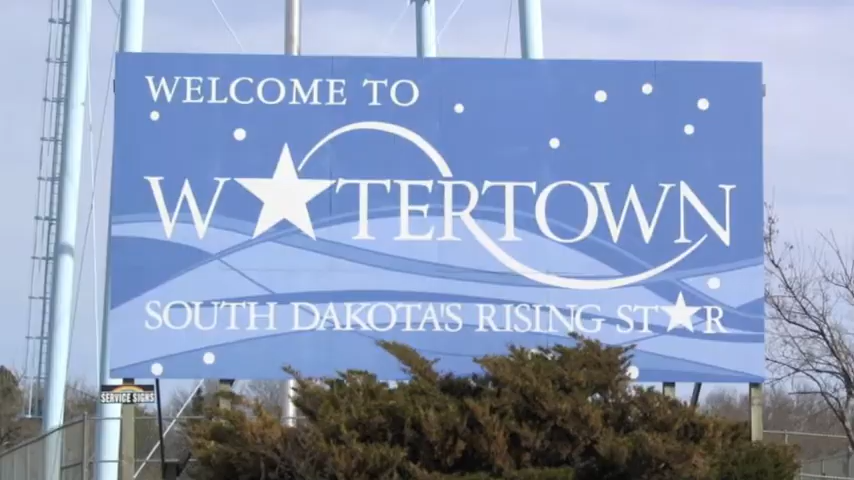 WELCOME TO
W★TERTOWN
SOUTH DAKOTA'S RISING ST★R
SERVICE SIGNS